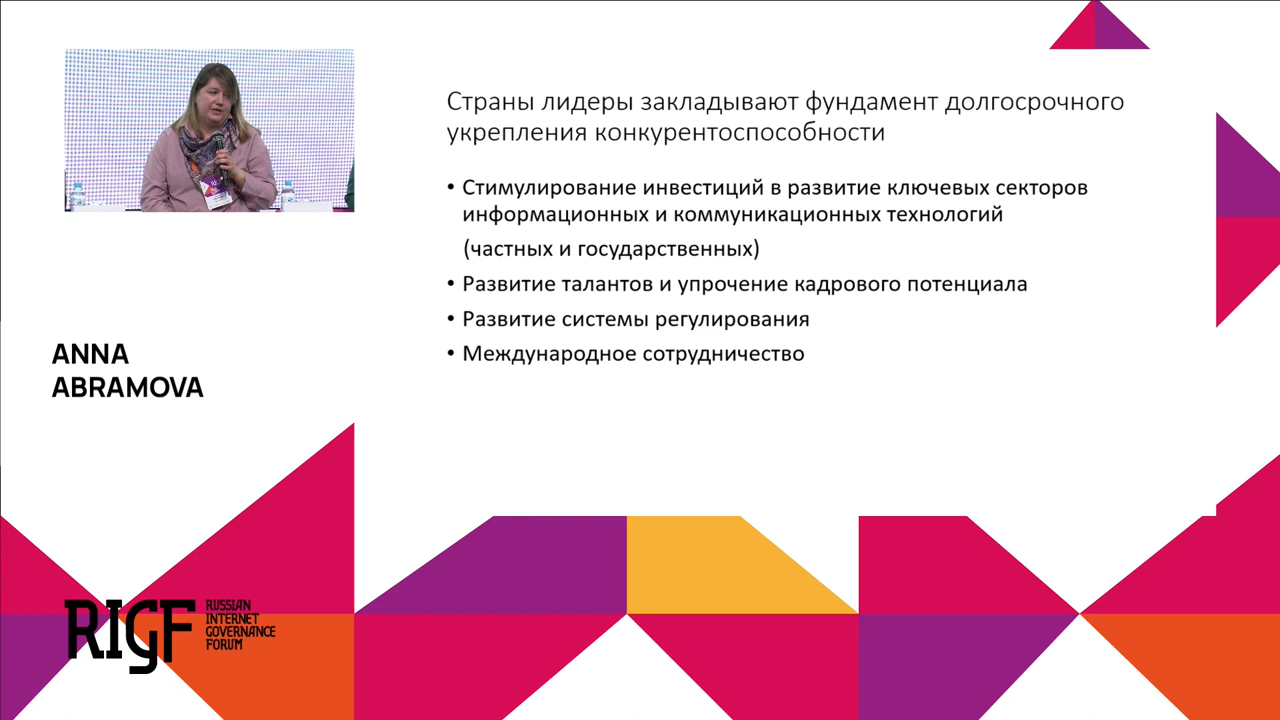 Страны лидеры закладывают фундамент долгосрочного
укрепления конкурентоспособности
• Стимулирование инвестиций в развитие ключевых секторов
информационных и коммуникационных технологий
(частных и государственных)
• Развитие талантов и упрочение кадрового потенциала
• Развитие системы регулирования
• Международное сотрудничество
ANNA
ABRAMOVA
RIGF
RUSSIAN
INTERNET
GOVERNANCE
FORUM